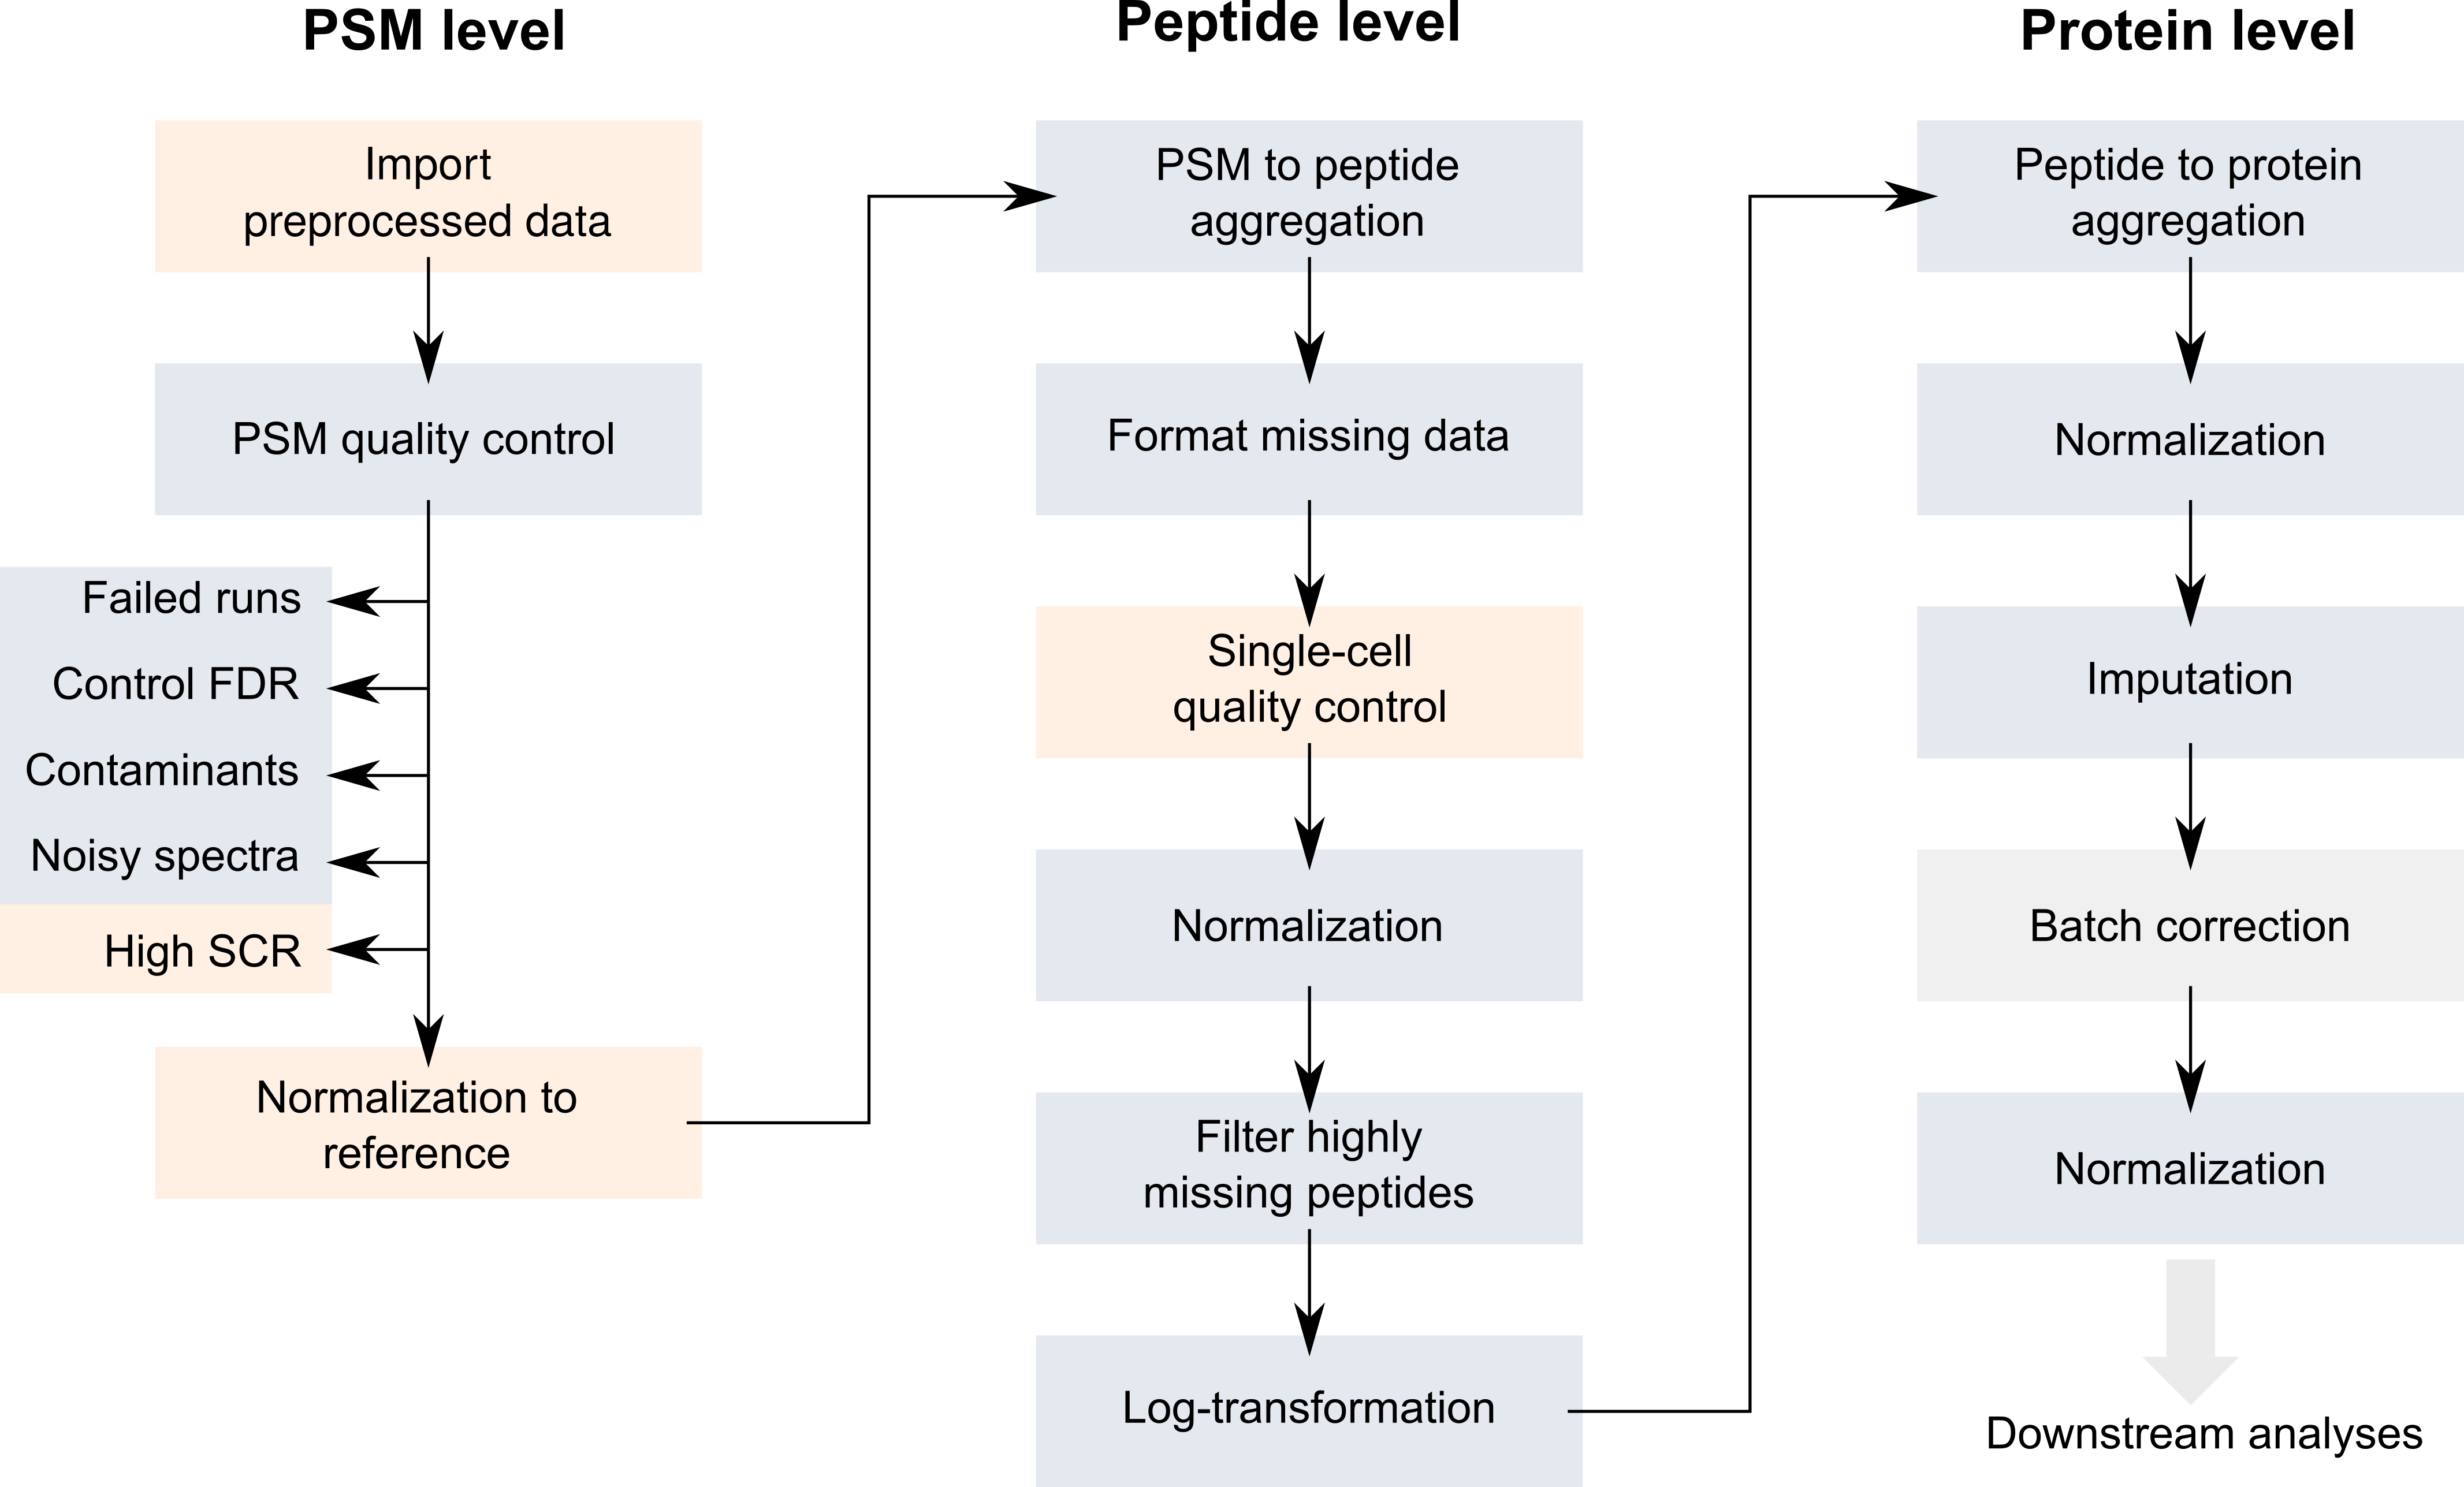 PSM level
Import
preprocessed data
PSM quality control
Failed runs
Control FDR
Contaminants
Noisy spectra
High SCR
Normalization to
reference
Peptide level
PSM to peptide
aggregation
Format missing data
Single-cell
quality control
Normalization
Filter highly
missing peptides
Log-transformation
Protein level
Peptide to protein
aggregation
Normalization
Imputation
Batch correction
Normalization
Downstream analyses